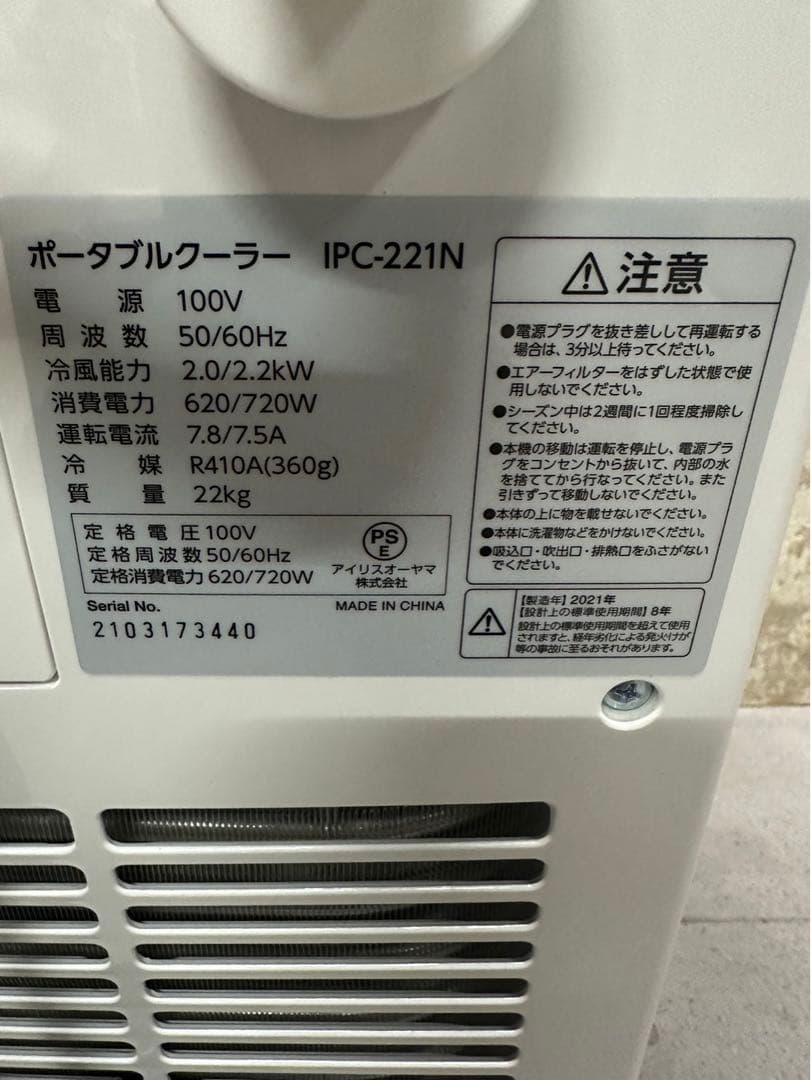 ポータブルクーラー IPC-221N
電源 100V
周波数 50/60Hz
冷風能力 2.0/2.2kW
消費電力 620/720W
運転電流 7.8/7.5A
冷媒 R410A(360g)
質量 22kg
定格電圧 100V
定格周波数 50/60Hz
定格消費電力 620/720W
PS
E
アイリスオーヤマ
株式会社
Serial No.
MADE IN CHINA
2103173440
注意
●電源プラグを抜き差しして再運転する
場合は、3分以上待ってください。
●エアーフィルターをはずした状態で使
用しないでください。
●シーズン中は2週間に1回程度掃除し
てください。
●本機の移動は運転を停止し、電源プラ
グをコンセントから抜いて、内部の水
を捨ててから行なってください。また
引きずって移動しないでください。
●本体の上に物を載せないでください。
●本体に洗濯物などをかけないでください。
●吸込口・吹出口・排熱口をふさがない
でください。
【製造年】2021年
【設計上の標準使用期間】8年
設計上の標準使用期間を超えて使用
されますと、経年劣化による発火けが
等の事故に至るおそれがあります。